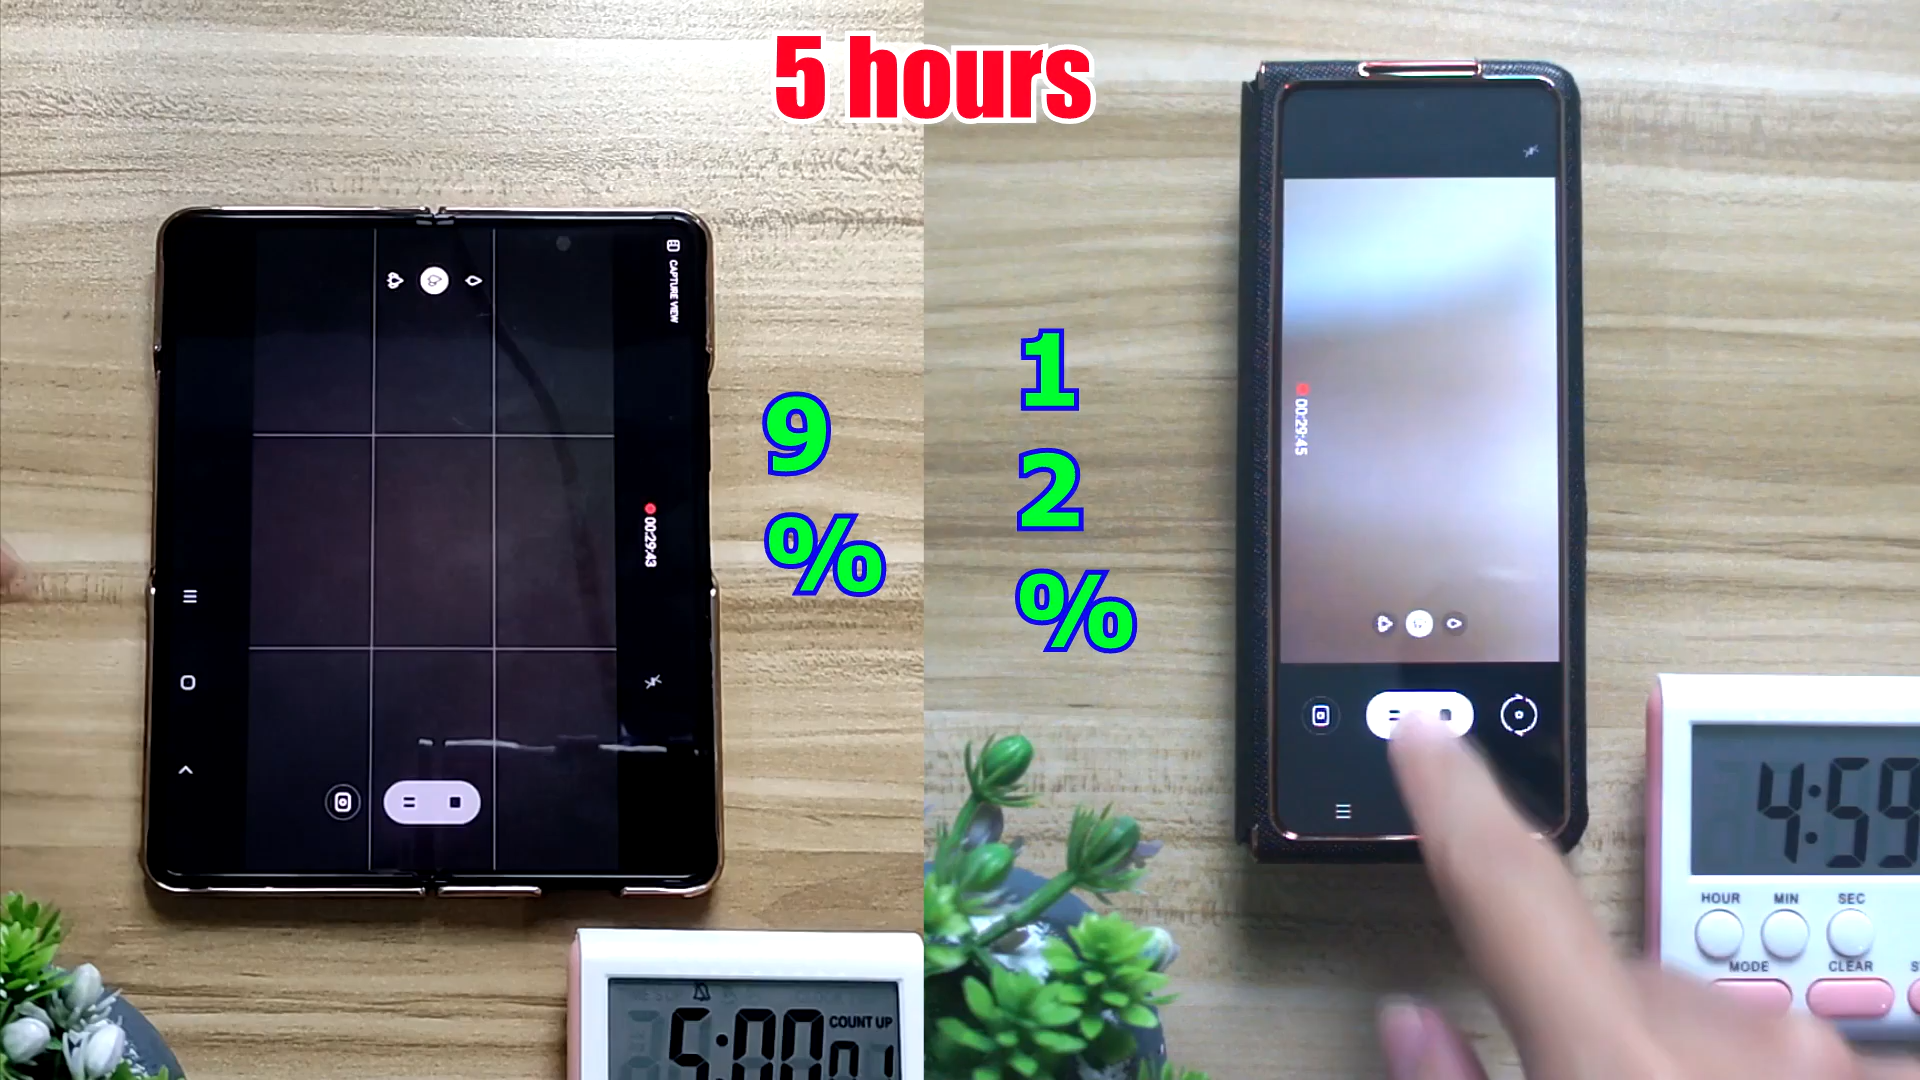 5 hours
CAPTURE VIEW
00:29:43
9
%
1
2
%
00:29:45
COUNT UP
5:00 01
4:59
HOUR MIN SEC
MODE CLEAR